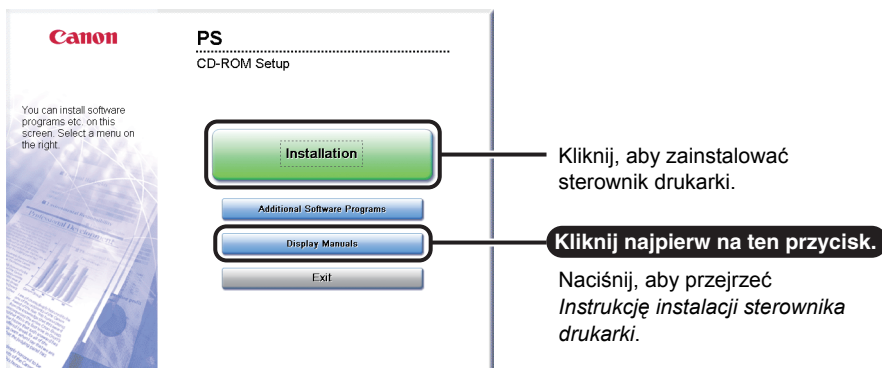 Canon
PS
CD-ROM Setup
You can install software
programs etc. on this
screen. Select a menu on
the right.
Installation
Additional Software Programs
Display Manuals
Exit
Kliknij, aby zainstalować
sterownik drukarki.
Kliknij najpierw na ten przycisk.
Naciśnij, aby przejrzeć
Instrukcję instalacji sterownika
drukarki.